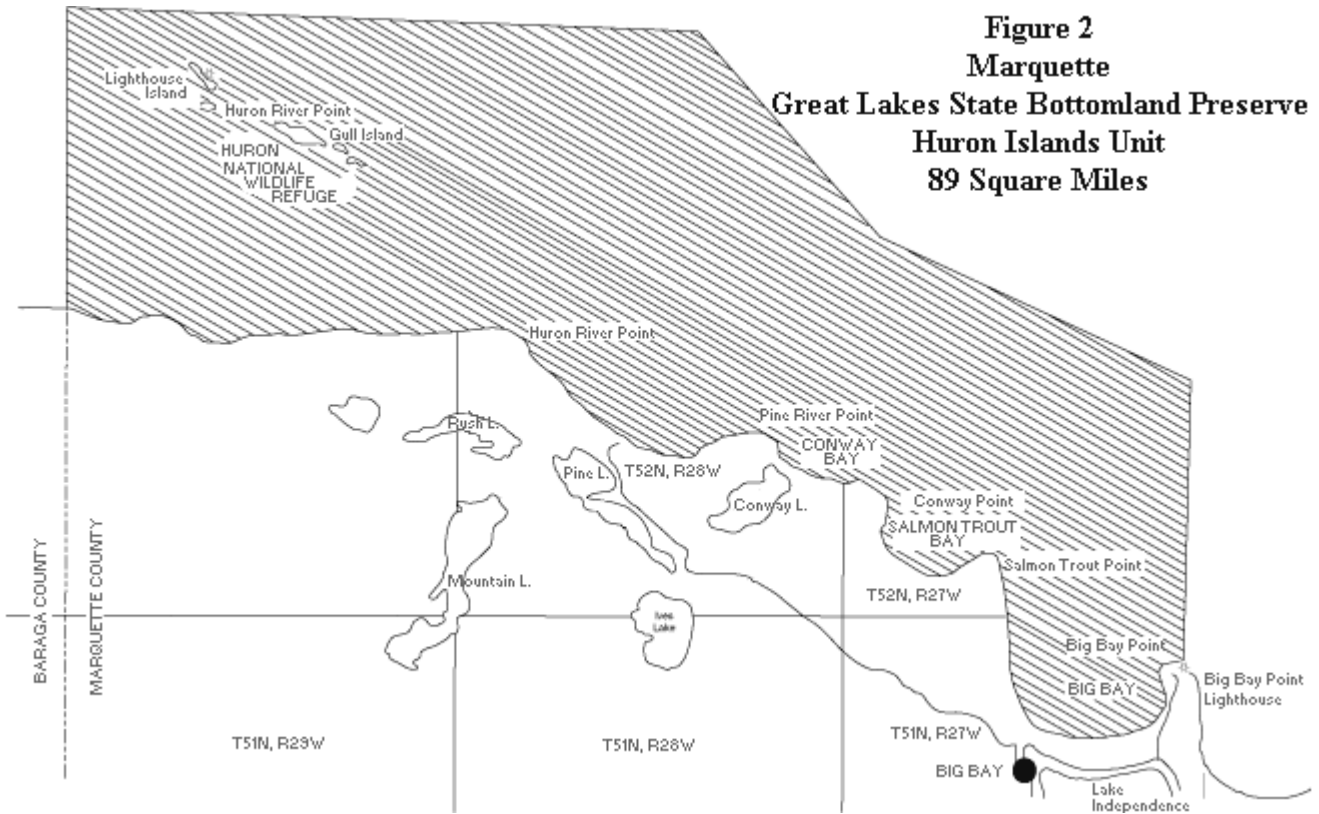 Figure 2
Marquette
Great Lakes State Bottomland Preserve
Huron Islands Unit
89 Square Miles
Lighthouse
Island
Huron River Point
Gull Island
HURON
NATIONAL
WILDLIFE
REFUGE
Huron River Point
Rush L.
Pine River Point
CONWAY
BAY
Pine L.
T52N, R28W
Conway L.
Conway Point
SALMON TROUT
BAY
Salmon Trout Point
Mountain L.
T52N, R27W
Ives
Lake
BARAGA COUNTY
MARQUETTE COUNTY
Big Bay Point
BIG BAY
Big Bay Point
Lighthouse
T51N, R29W
T51N, R28W
T51N, R27W
BIG BAY
Lake
Independence